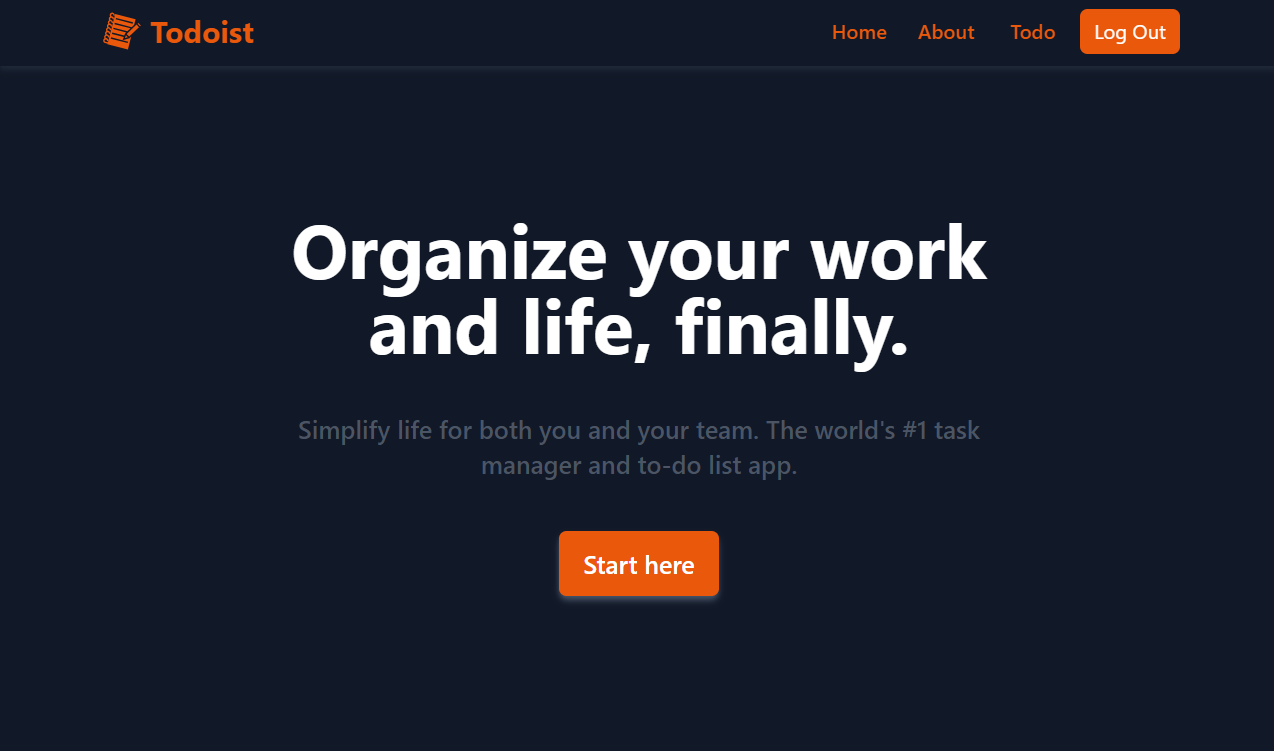 Todoist
Home
About
Todo
Log Out
Organize your work
and life, finally.
Simplify life for both you and your team. The world's #1 task
manager and to-do list app.
Start here